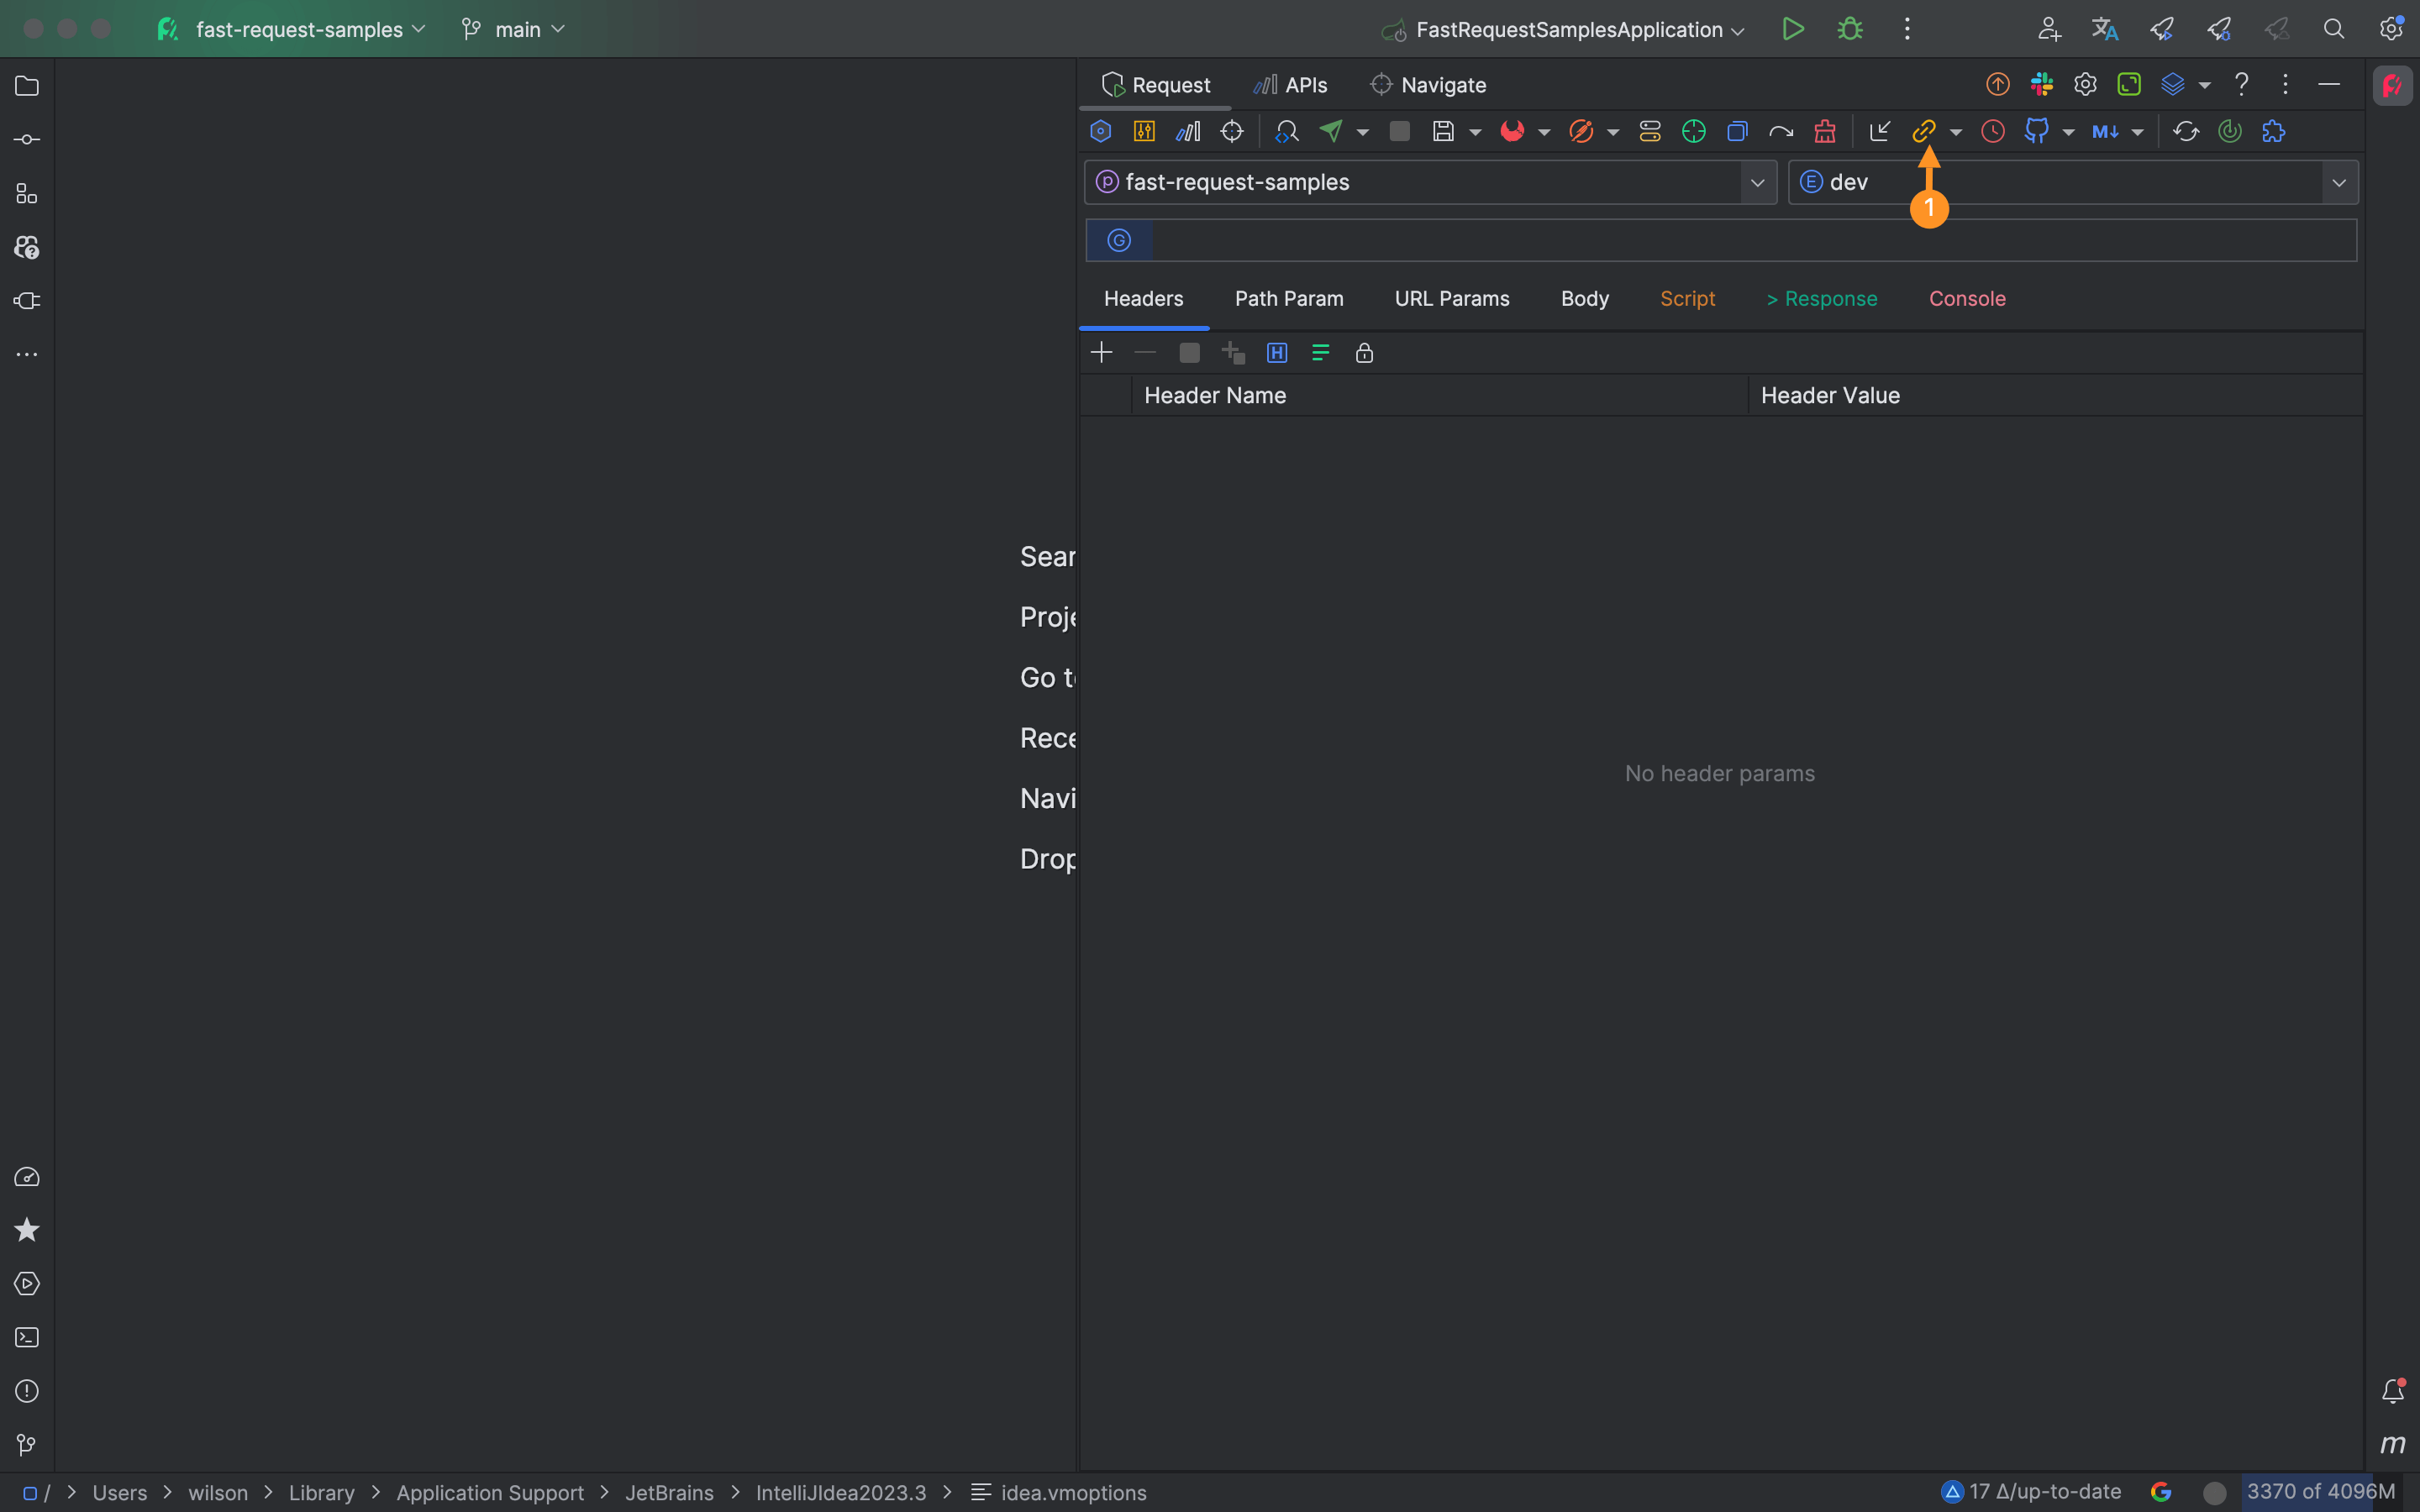 fast-request-samples main FastRequestSamplesApplication
Request APIs Navigate
M↓
P fast-request-samples E dev
1
G
Headers Path Param URL Params Body Script > Response Console
H
Header Name Header Value
Sear
Proje
Go t
Rece
No header params
Navi
Drop
m
/ > Users > wilson > Library > Application Support > JetBrains > IntelliJIdea2023.3 > idea.vmoptions 17 Δ/up-to-date G 3370 of 4096M